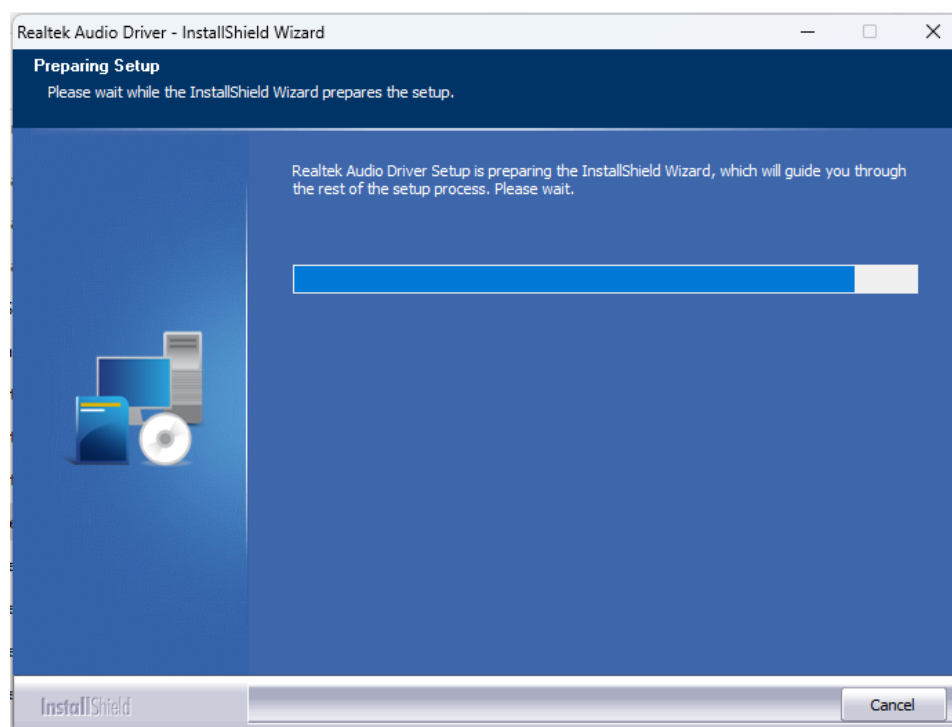 Realtek Audio Driver - InstallShield Wizard
Preparing Setup
Please wait while the InstallShield Wizard prepares the setup.
Realtek Audio Driver Setup is preparing the InstallShield Wizard, which will guide you through
the rest of the setup process. Please wait.
InstallShield
Cancel